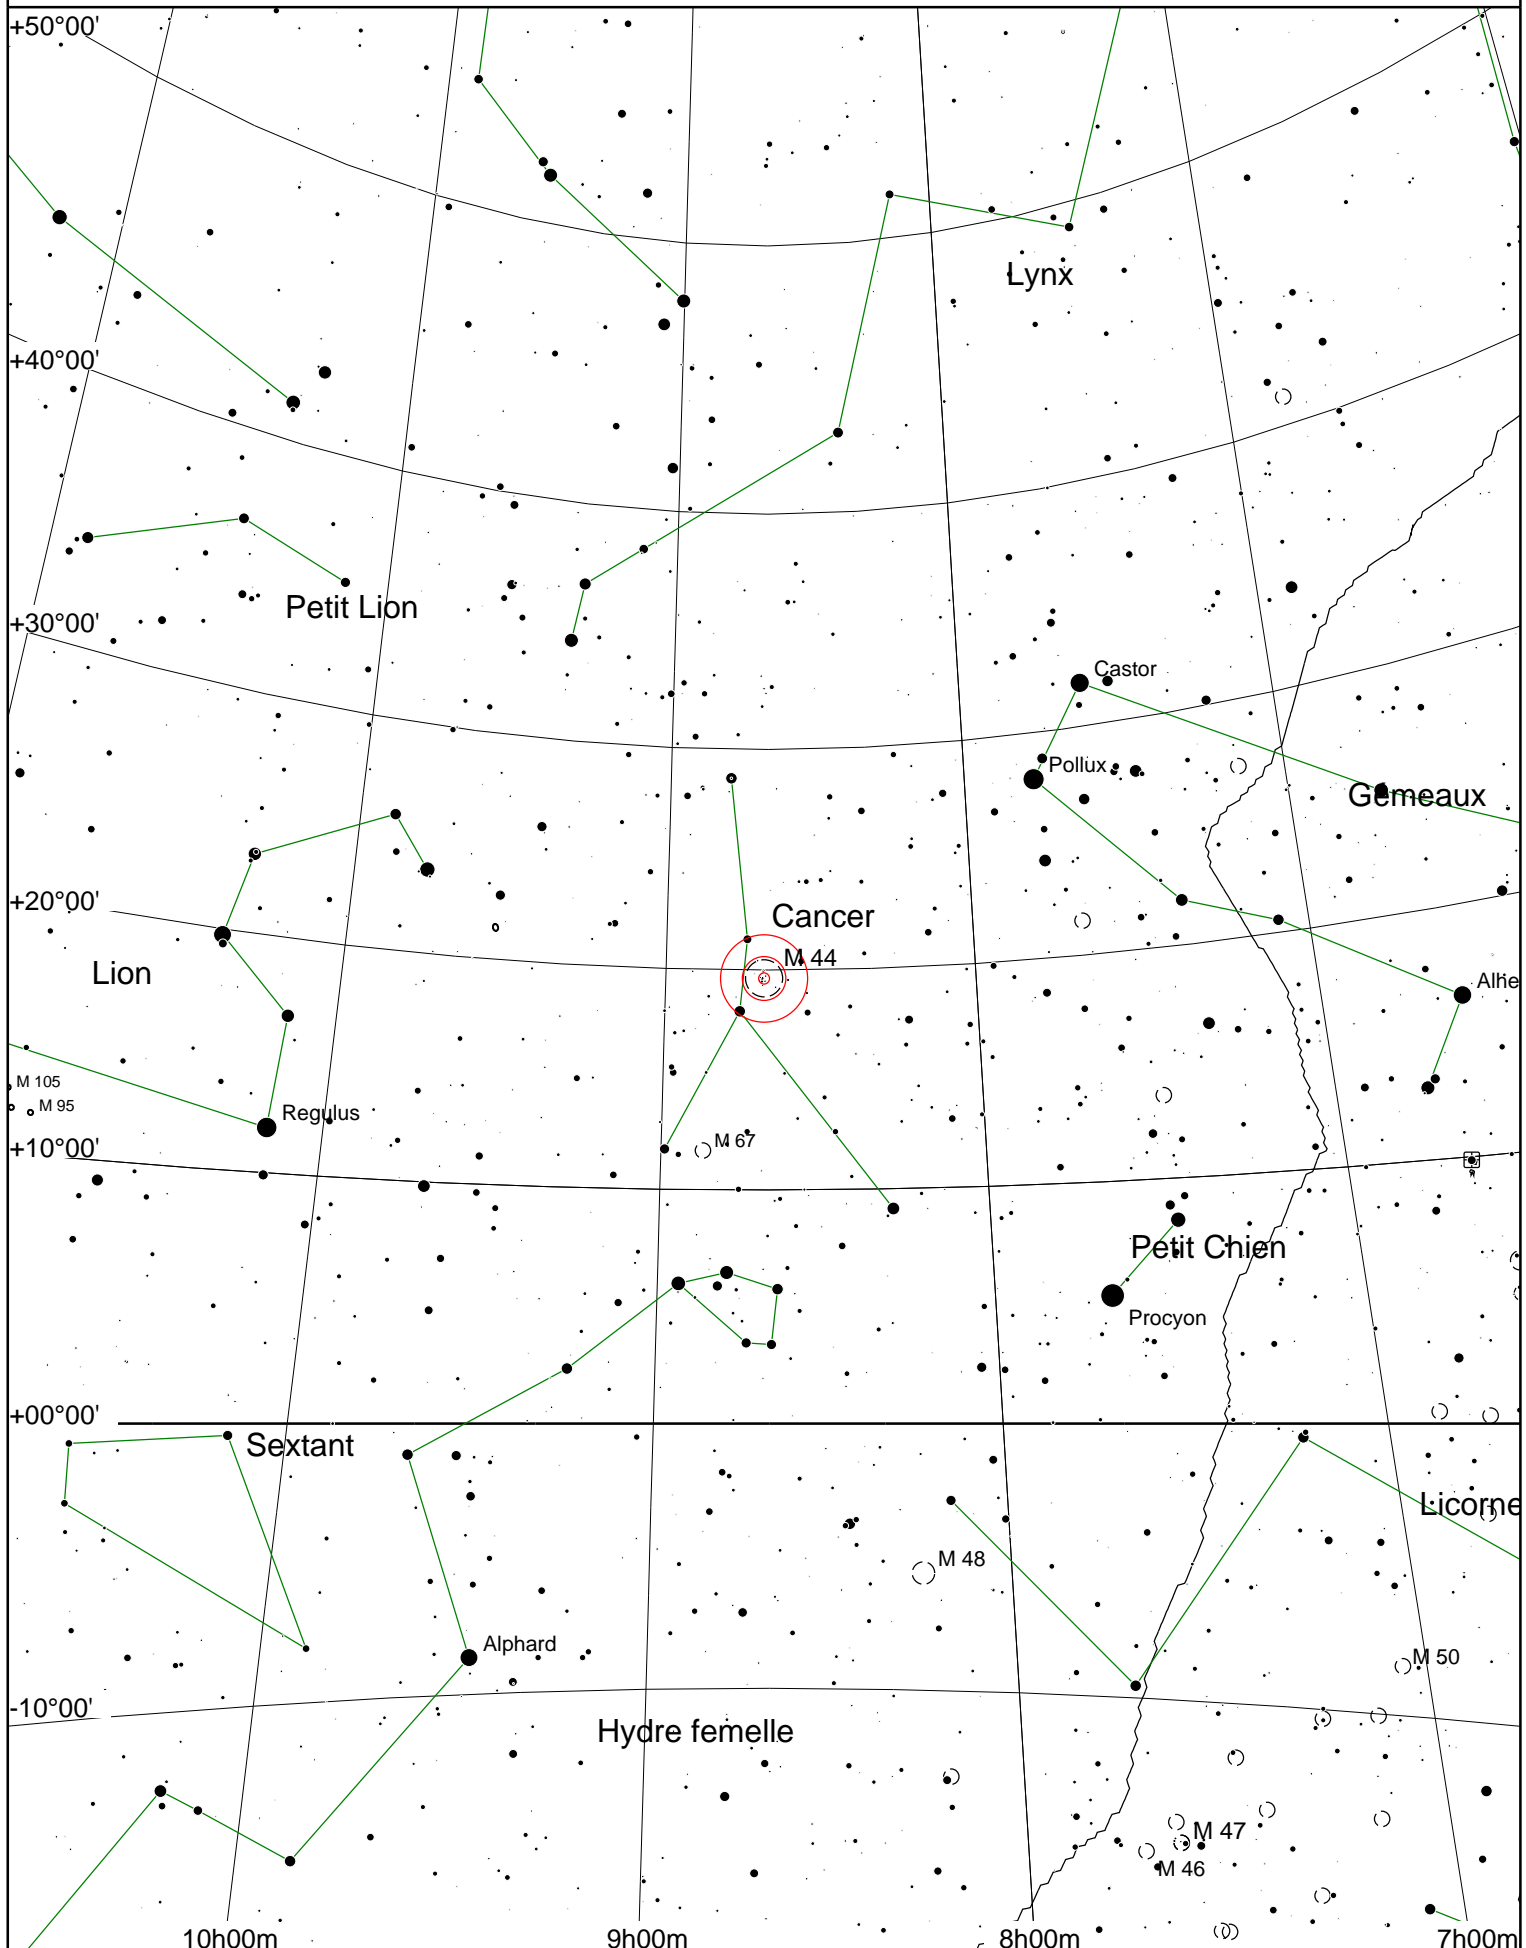 +50°00'
Lynx
+40°00'
Petit Lion
+30°00'
Castor
Pollux
Gémeaux
+20°00'
Cancer
M 44
Lion
Alhe
M 105
M 95
Regulus
M 67
+10°00'
Petit Chien
Procyon
+00°00'
Sextant
Licorne
M 48
Alphard
M 50
-10°00'
Hydre femelle
M 47
M 46
10h00m
9h00m
8h00m
7h00m